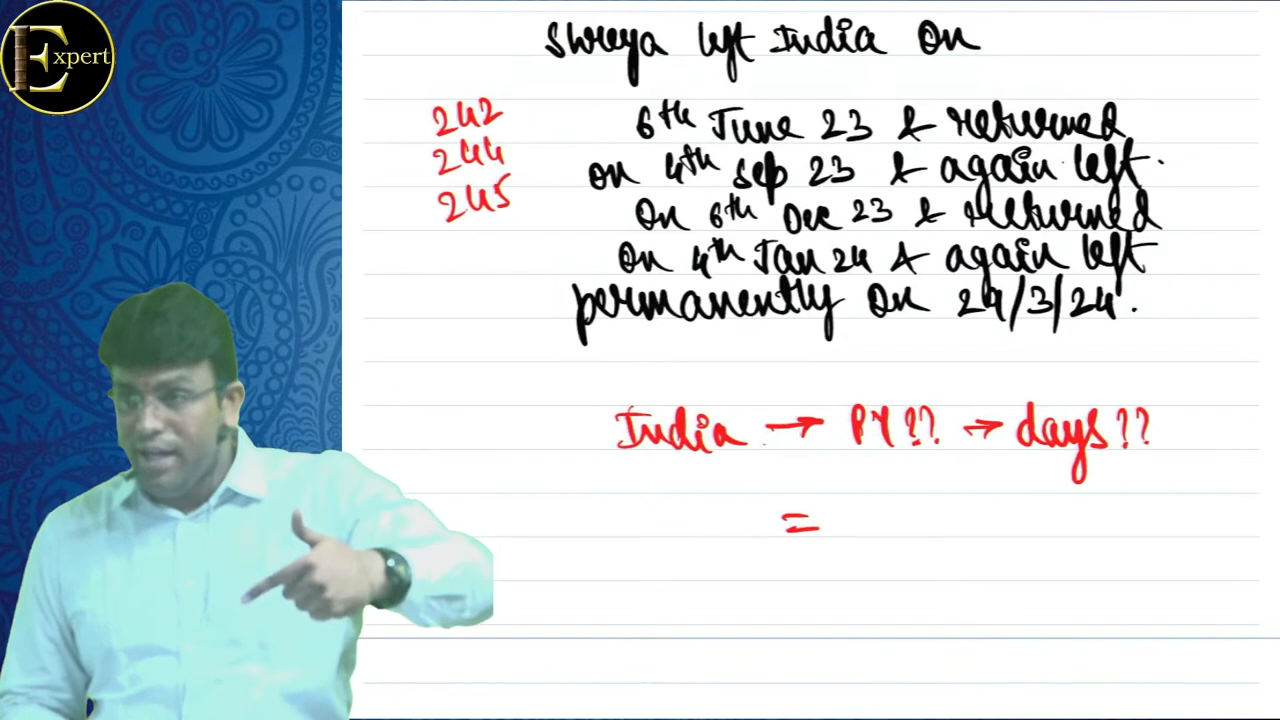 Expert
Shreya left India on
242
244
245
6th June 23 & returned
on 4th sep 23 & again left.
on 6th Dec 23 & returned
on 4th Jan 24 & again left
permanently on 24/3/24.
India → PY?? → days??
=